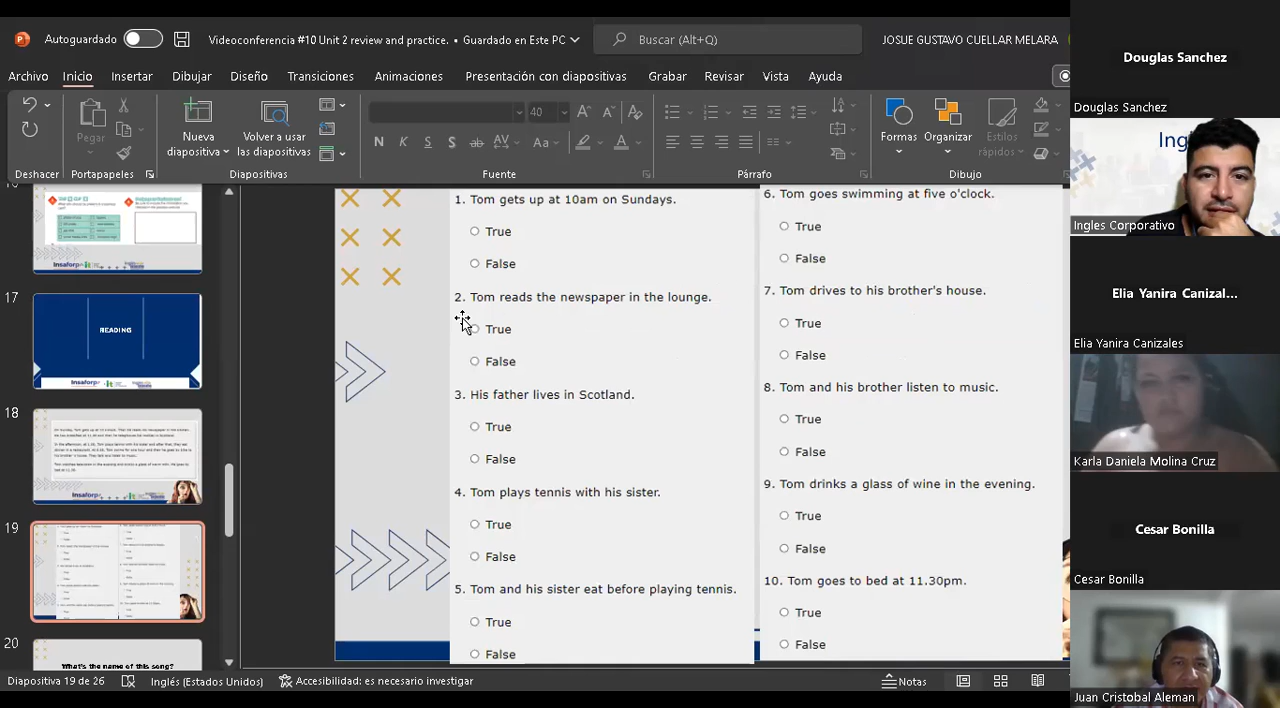 Autoguardado
Videoconferencia #10 Unit 2 review and practice. • Guardado en Este PC
Buscar (Alt+Q)
JOSUE GUSTAVO CUELLAR MELARA
Archivo Inicio Insertar Dibujar Diseño Transiciones Animaciones Presentación con diapositivas Grabar Revisar Vista Ayuda
Pegar
Nueva diapositiva
Volver a usar las diapositivas
40
N K S S ab AV Aa A
Formas
Organizar
Estilos rápidos
Deshacer Portapapeles Diapositivas Fuente Párrafo Dibujo
17
READING
Insaforp
18
Insaforp
19
20
What's the name of this song?
1. Tom gets up at 10am on Sundays.
True
False
2. Tom reads the newspaper in the lounge.
True
False
3. His father lives in Scotland.
True
False
4. Tom plays tennis with his sister.
True
False
5. Tom and his sister eat before playing tennis.
True
False
6. Tom goes swimming at five o'clock.
True
False
7. Tom drives to his brother's house.
True
False
8. Tom and his brother listen to music.
True
False
9. Tom drinks a glass of wine in the evening.
True
False
10. Tom goes to bed at 11.30pm.
True
False
Diapositiva 19 de 26
Inglés (Estados Unidos)
Accesibilidad: es necesario investigar
Notas
Douglas Sanchez
Douglas Sanchez
Ing
Ingles Corporativo
Elia Yanira Canizal...
Elia Yanira Canizales
Karla Daniela Molina Cruz
Cesar Bonilla
Cesar Bonilla
Juan Cristobal Aleman